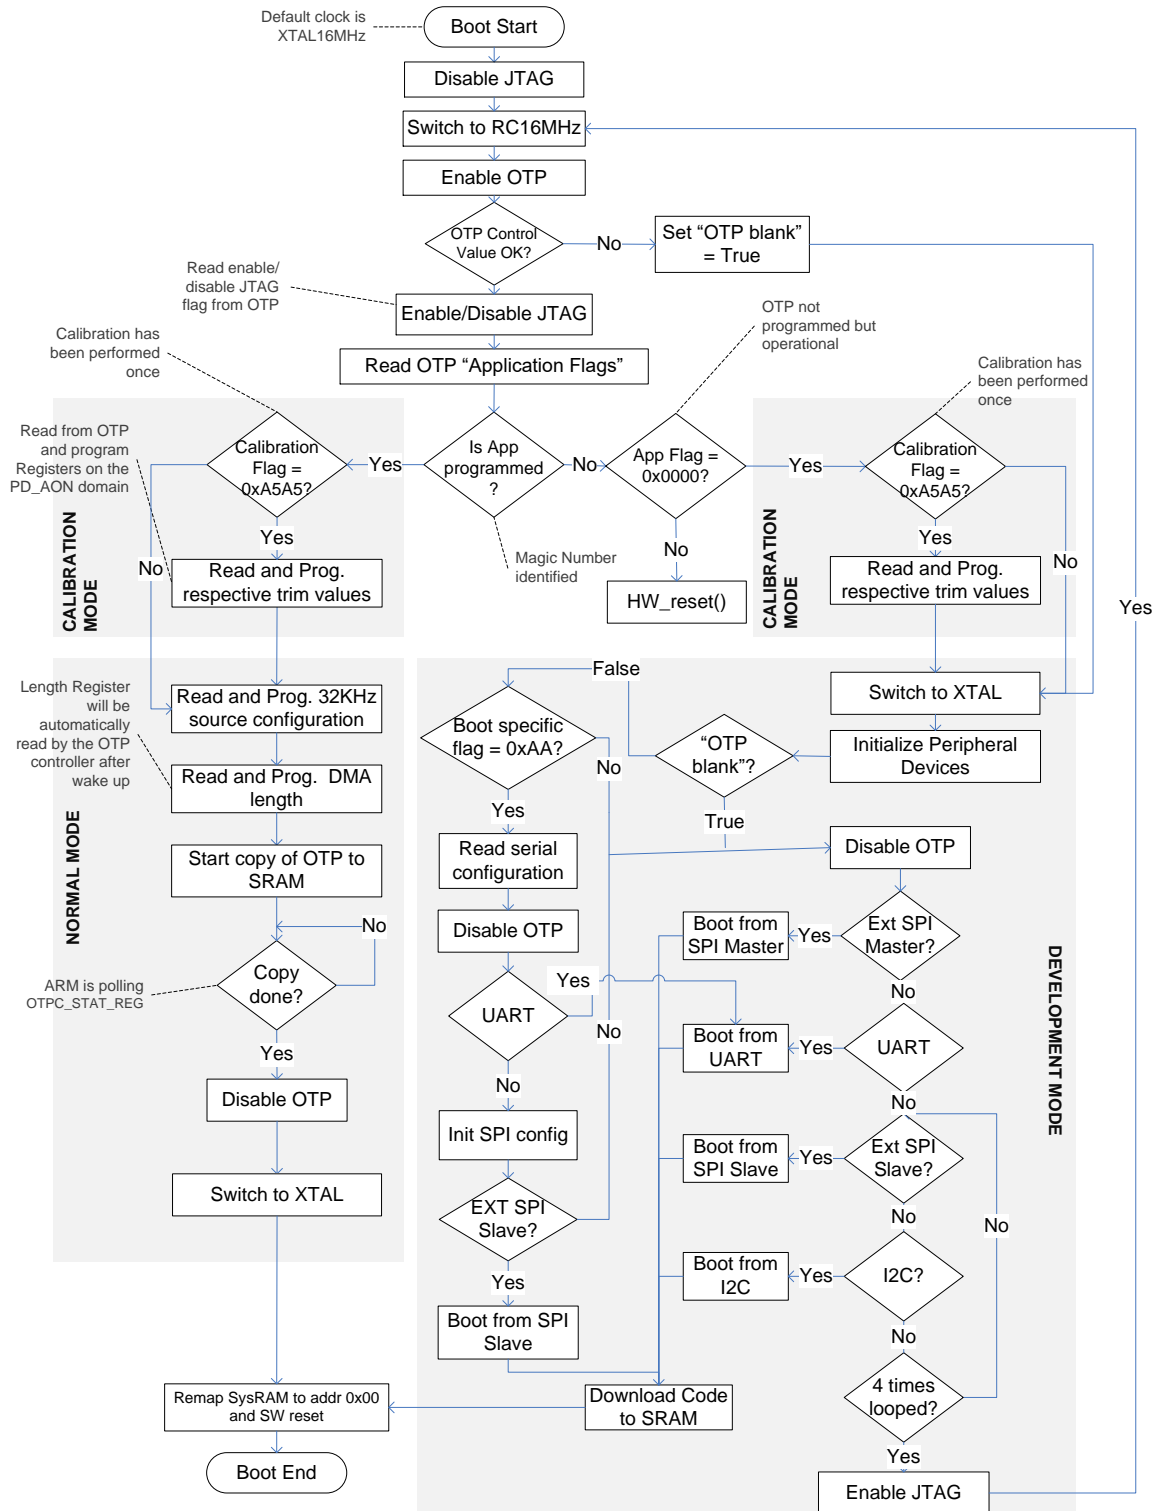 Default clock is
XTAL16MHz
Boot Start
Disable JTAG
Switch to RC16MHz
Enable OTP
OTP Control
Value OK?
No
Set “OTP blank”
= True
Read enable/
disable JTAG
flag from OTP
Enable/Disable JTAG
OTP not
programmed but
operational
Calibration has
been performed
once
Read OTP “Application Flags”
Calibration has
been performed
once
Read from OTP
and program
Registers on the
PD_AON domain
Calibration
Flag =
0xA5A5?
Yes
Is App
programmed
?
No
App Flag =
0x0000?
Yes
Calibration
Flag =
0xA5A5?
Yes
No
Read and Prog.
respective trim values
CALIBRATION
MODE
Magic Number
identified
No
HW_reset()
Yes
No
Read and Prog.
respective trim values
CALIBRATION
MODE
Yes
Length Register
will be
automatically
read by the OTP
controller after
wake up
Read and Prog. 32KHz
source configuration
False
Switch to XTAL
Boot specific
flag = 0xAA?
No
“OTP
blank”?
Initialize Peripheral
Devices
Read and Prog.  DMA
length
Yes
True
Start copy of OTP to
SRAM
Read serial
configuration
Disable OTP
NORMAL MODE
No
Disable OTP
Boot from
SPI Master
Yes
Ext SPI
Master?
ARM is polling
OTPC_STAT_REG
Copy
done?
Yes
No
UART
No
Boot from
UART
Yes
UART
DEVELOPMENT MODE
Yes
Disable OTP
No
No
Init SPI config
Boot from
SPI Slave
Yes
Ext SPI
Slave?
Switch to XTAL
EXT SPI
Slave?
No
No
Yes
Boot from
I2C
Yes
I2C?
Boot from SPI
Slave
No
Remap SysRAM to addr 0x00
and SW reset
Download Code
to SRAM
4 times
looped?
Yes
Boot End
Enable JTAG